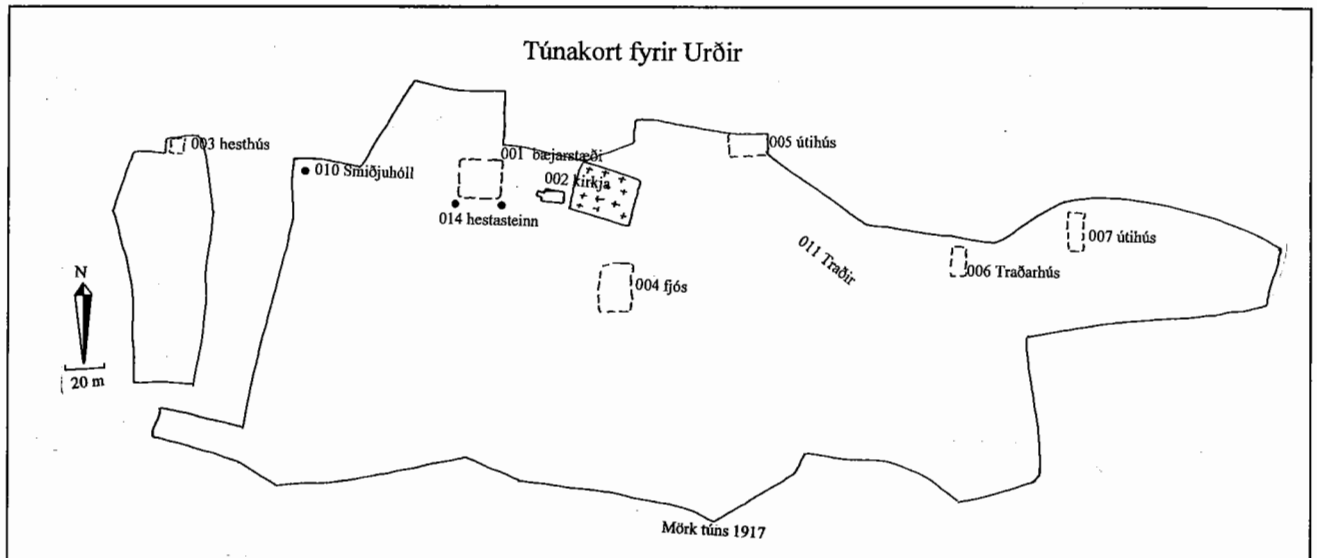 Túnakort fyrir Urðir
003 hesthús
010 Smiðjuhóll
001 bæjarstæði
002 kirkja
014 hestasteinn
005 útihús
011 Traðir
007 útihús
006 Traðarhús
004 fjós
N
20 m
Mörk túns 1917